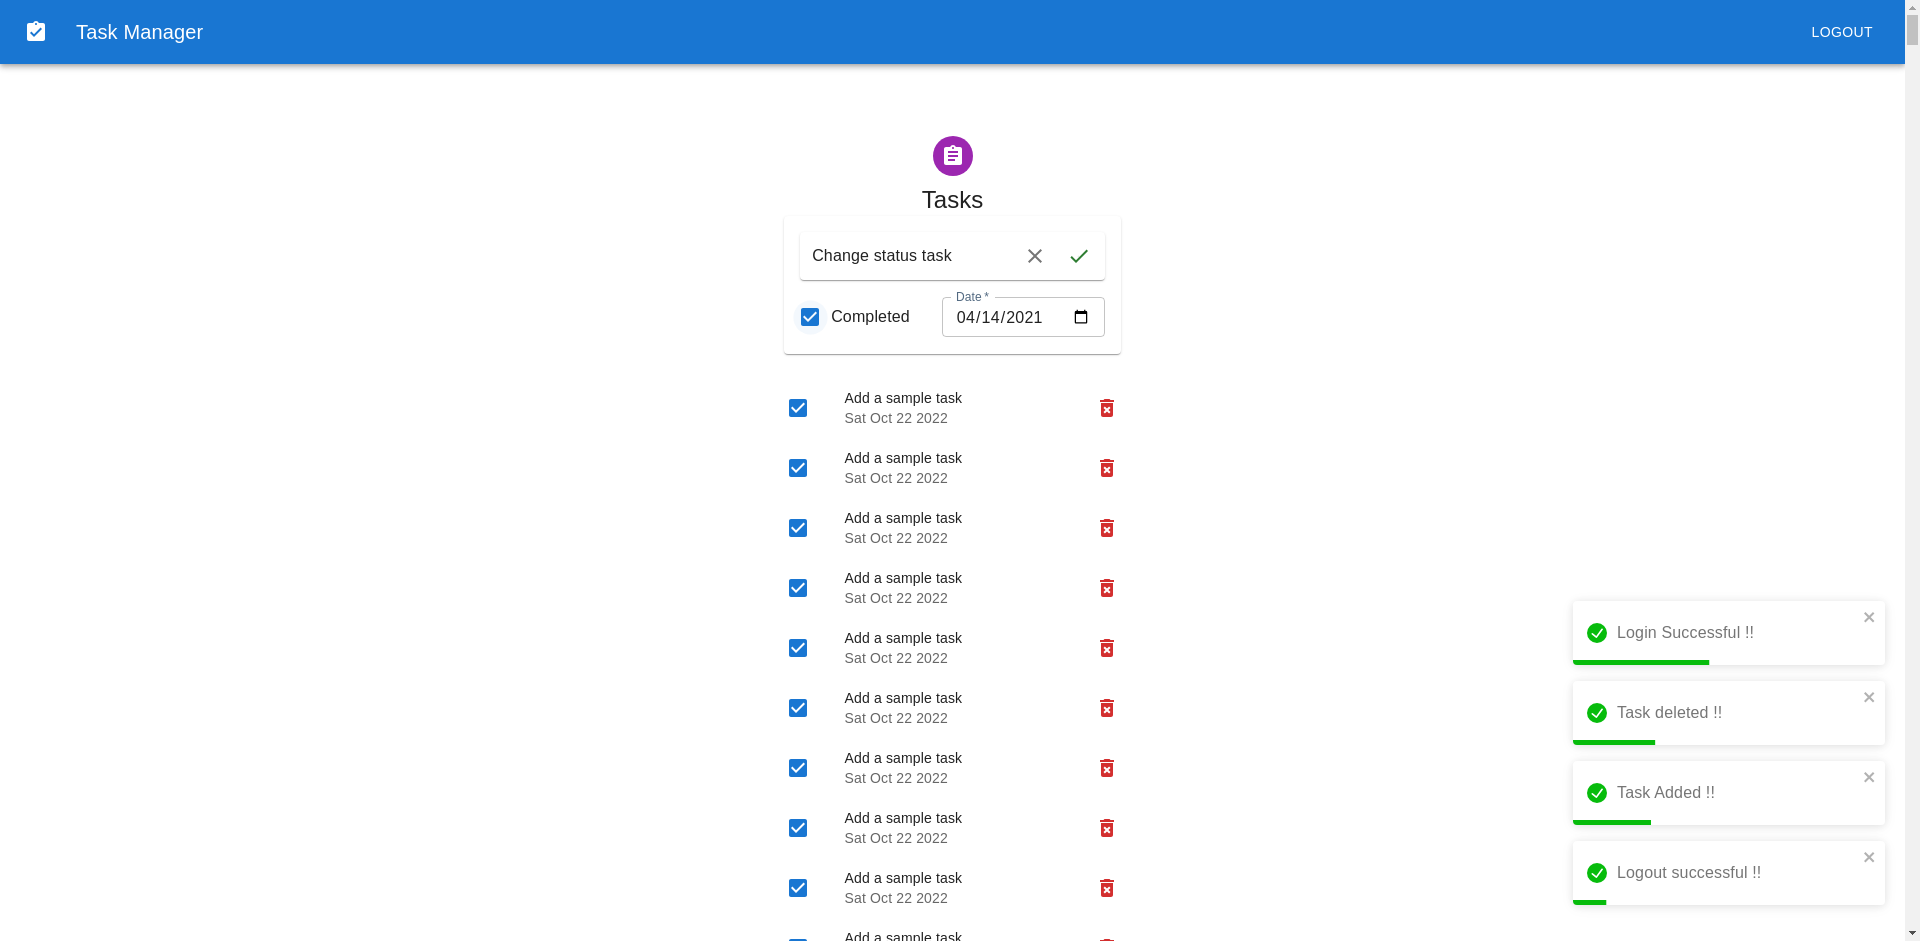 Task Manager
LOGOUT
Tasks
Change status task
Completed
Date *
04/14/2021
Add a sample task
Sat Oct 22 2022
Add a sample task
Sat Oct 22 2022
Add a sample task
Sat Oct 22 2022
Add a sample task
Sat Oct 22 2022
Add a sample task
Sat Oct 22 2022
Add a sample task
Sat Oct 22 2022
Add a sample task
Sat Oct 22 2022
Add a sample task
Sat Oct 22 2022
Add a sample task
Sat Oct 22 2022
Add a sample task
Login Successful !!
Task deleted !!
Task Added !!
Logout successful !!